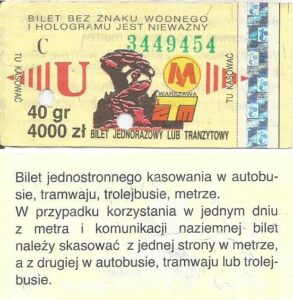 BILET BEZ ZNAKU WODNEGO
I HOLOGRAMU JEST NIEWAŻNY
C 3449454
TU KASOWAĆ
U
M
WARSZAWA
ztm
TU KASOWAĆ
40 gr
4000 zł
BILET JEDNORAZOWY LUB TRANZYTOWY
Bilet jednostronnego kasowania w autobu-
sie, tramwaju, trolejbusie, metrze.
W przypadku korzystania w jednym dniu
z metra i komunikacji naziemnej bilet
należy skasować z jednej strony w metrze,
a z drugiej w autobusie, tramwaju lub trolej-
busie.